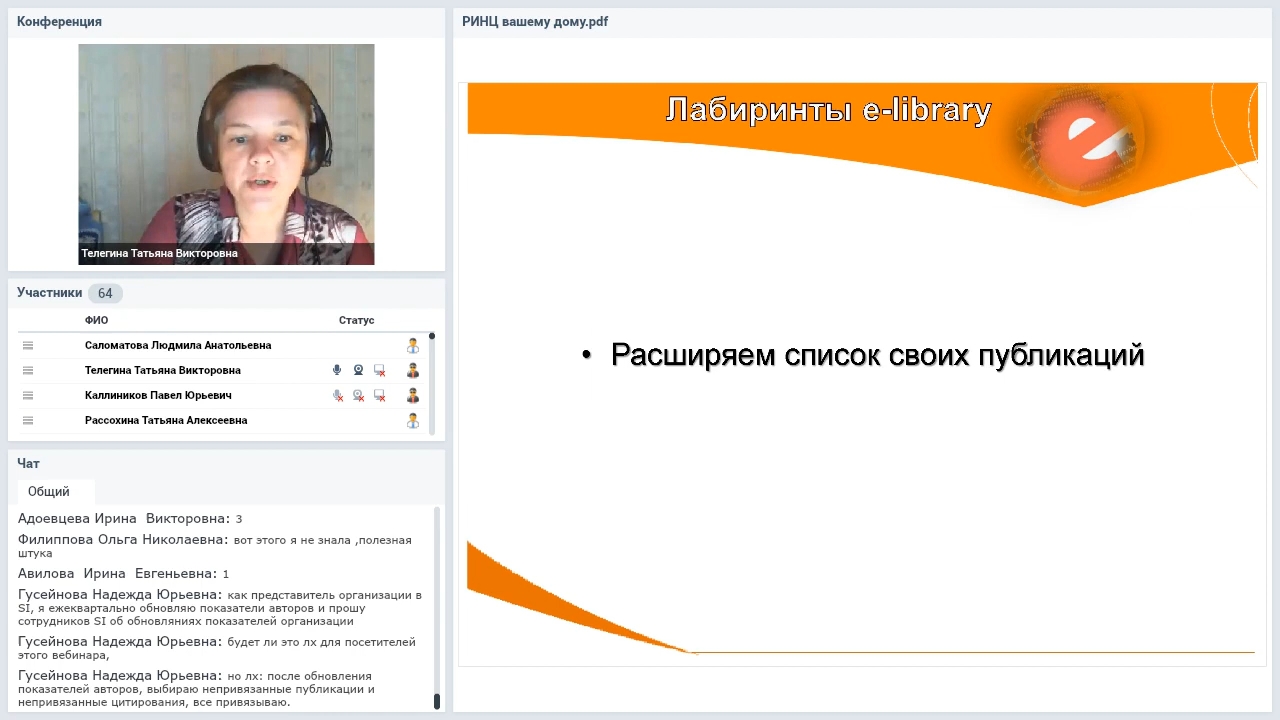 Конференция
Телегина Татьяна Викторовна
Участники 64
ФИО Статус
Саломатова Людмила Анатольевна
Телегина Татьяна Викторовна
Каллиников Павел Юрьевич
Рассохина Татьяна Алексеевна
Чат
Общий
Адоевцева Ирина Викторовна: 3
Филиппова Ольга Николаевна: вот этого я не знала ,полезная
штука
Авилова Ирина Евгеньевна: 1
Гусейнова Надежда Юрьевна: как представитель организации в
SI, я ежеквартально обновляю показатели авторов и прошу
сотрудников SI об обновляниях показателей организации
Гусейнова Надежда Юрьевна: будет ли это лх для посетителей
этого вебинара,
Гусейнова Надежда Юрьевна: но лх: после обновления
показателей авторов, выбираю непривязанные публикации и
непривязанные цитирования, все привязываю.
РИНЦ вашему дому.pdf
Лабиринты e-library
e
• Расширяем список своих публикаций